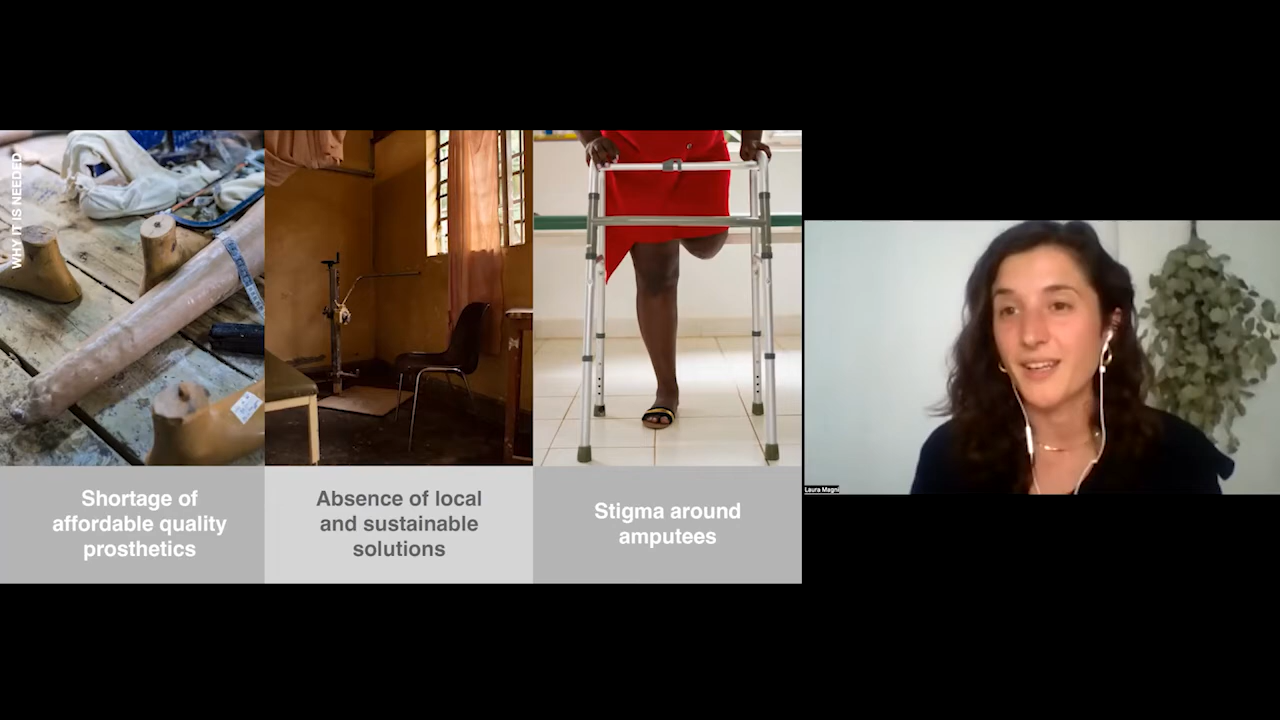 WHY IT IS NEEDED
Shortage of
affordable quality
prosthetics
Absence of local
and sustainable
solutions
Stigma around
amputees
Laura Magni